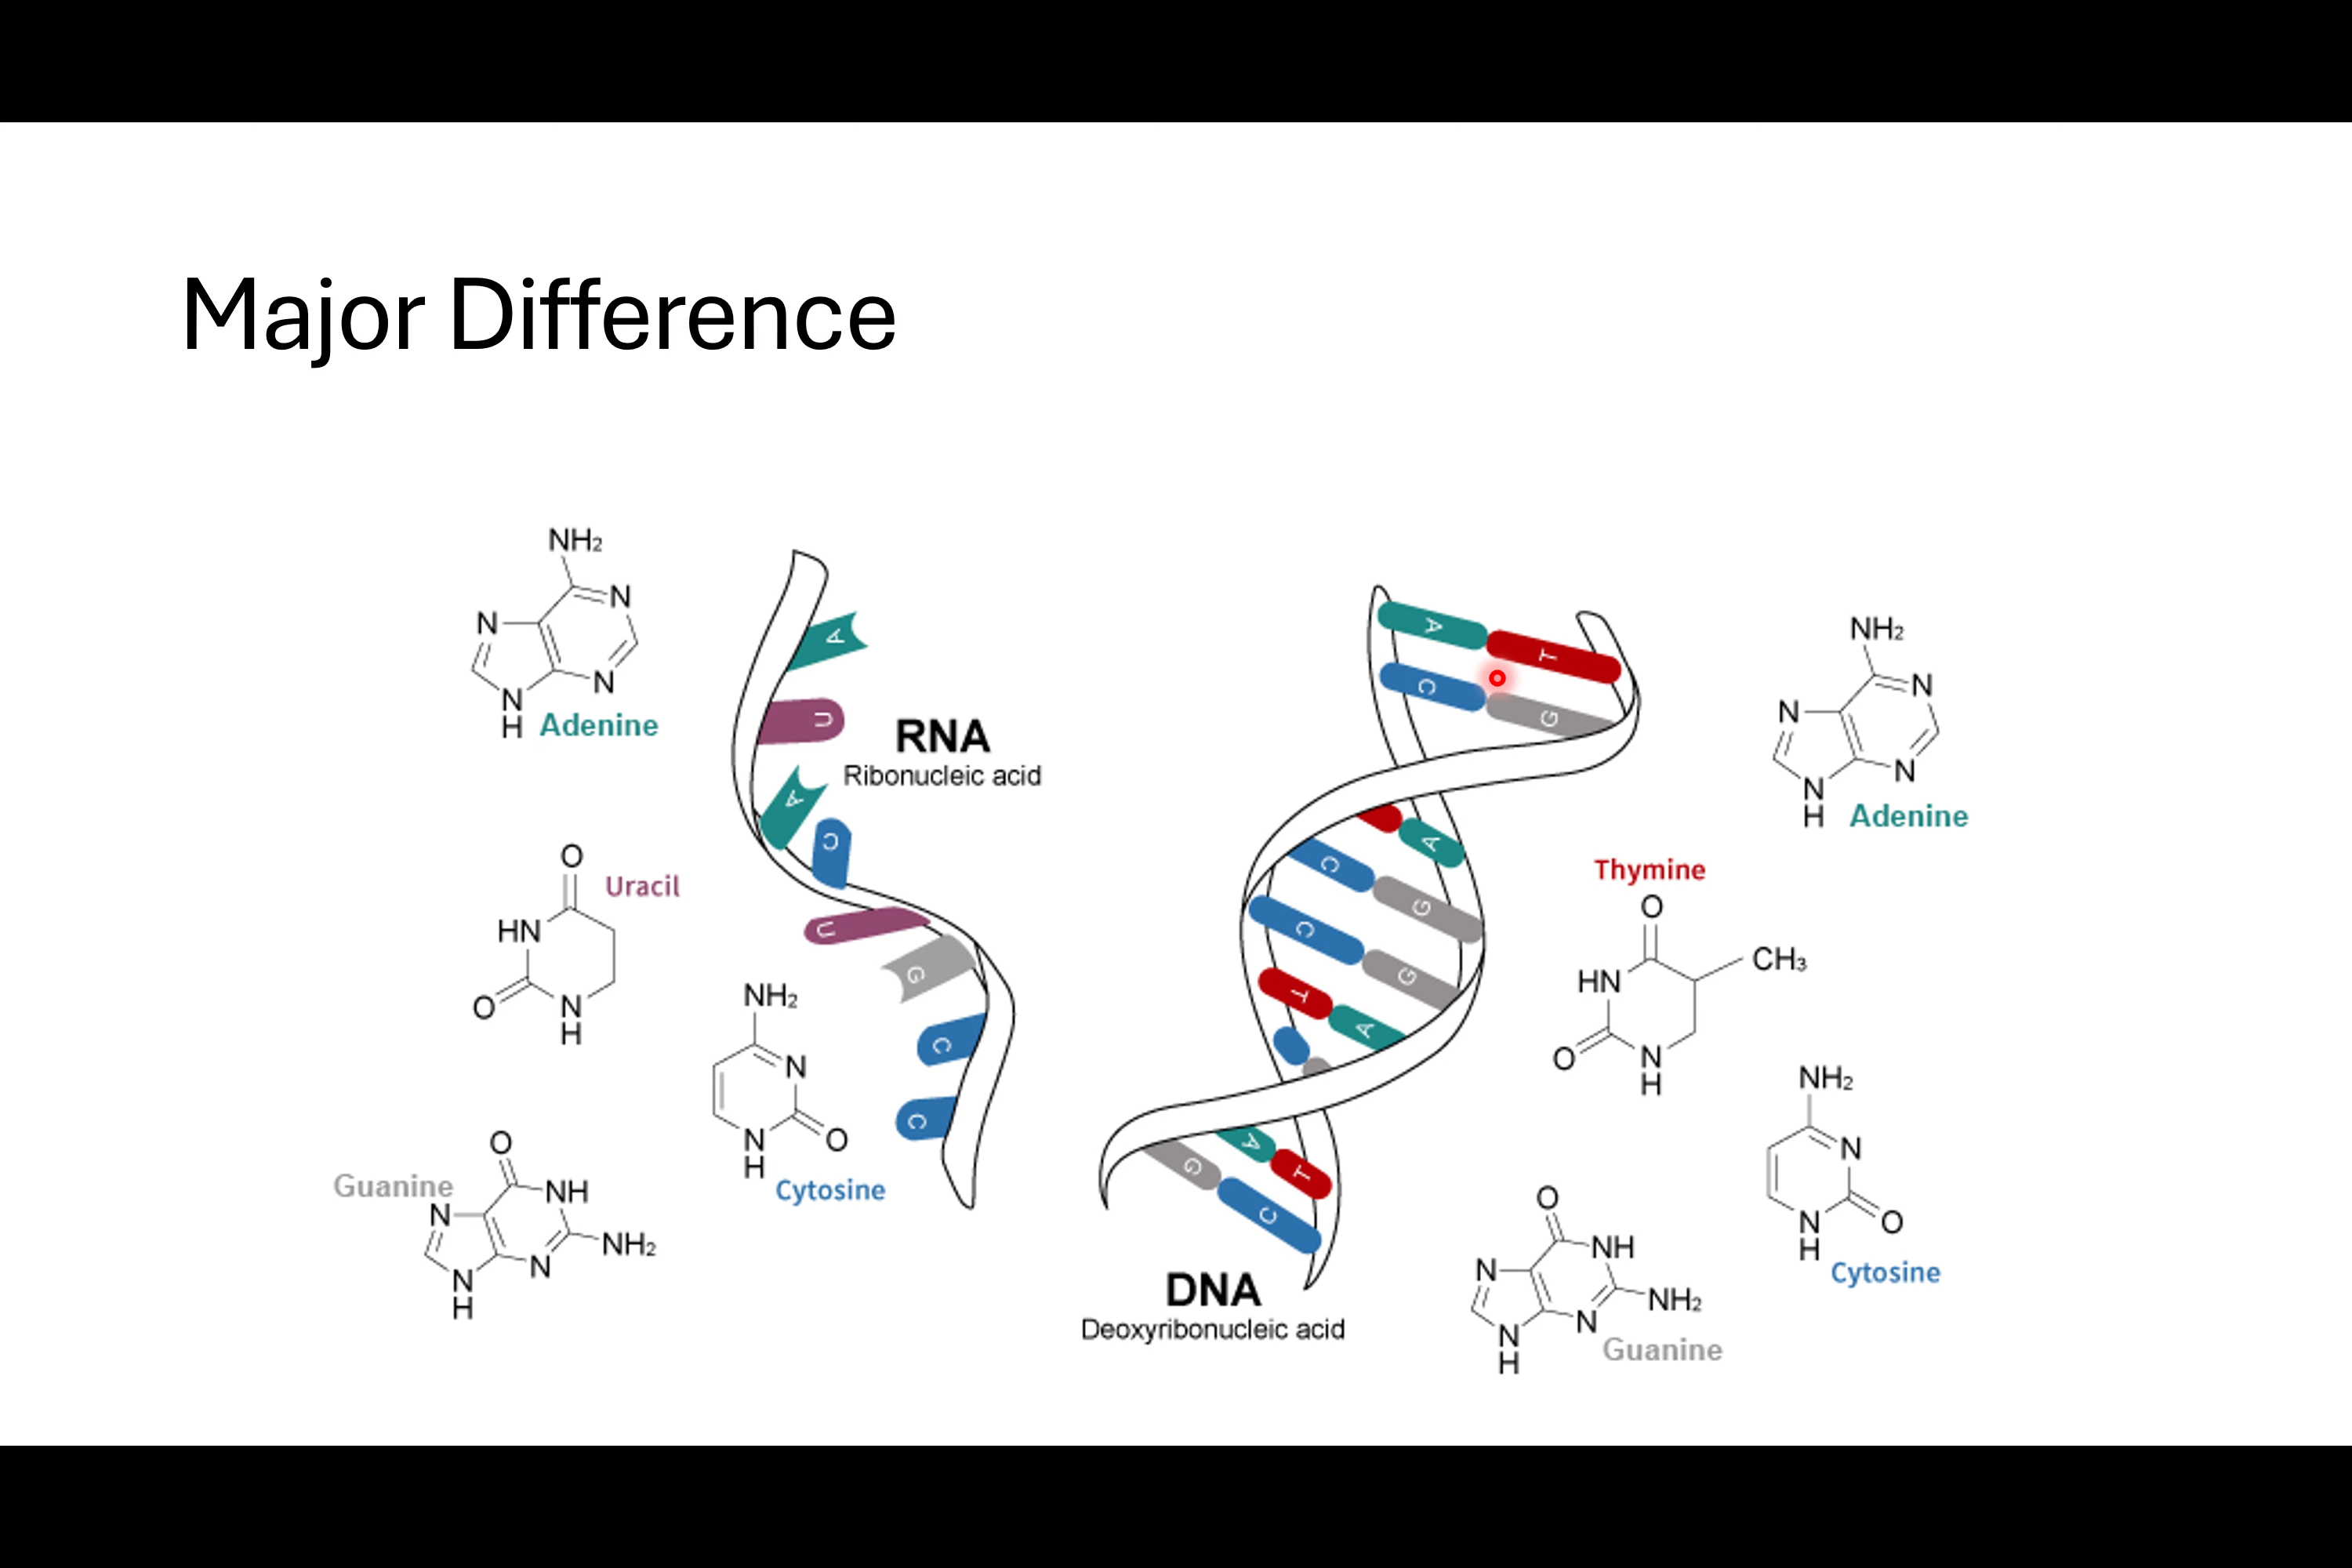 Major Difference
NH2
N
N
N
N
H
Adenine
O
Uracil
HN
O
N
H
O
Guanine
N
NH
NH2
N
N
H
NH2
N
N
H
O
Cytosine
A
U
A
C
U
G
C
C
RNA
Ribonucleic acid
A T
C G
A
C G
C G
T A
A T
G C
DNA
Deoxyribonucleic acid
NH2
N
N
N
N
H
Adenine
Thymine
O
CH3
HN
O
N
H
NH2
N
N
H
O
Cytosine
O
N
NH
NH2
N
N
H
Guanine